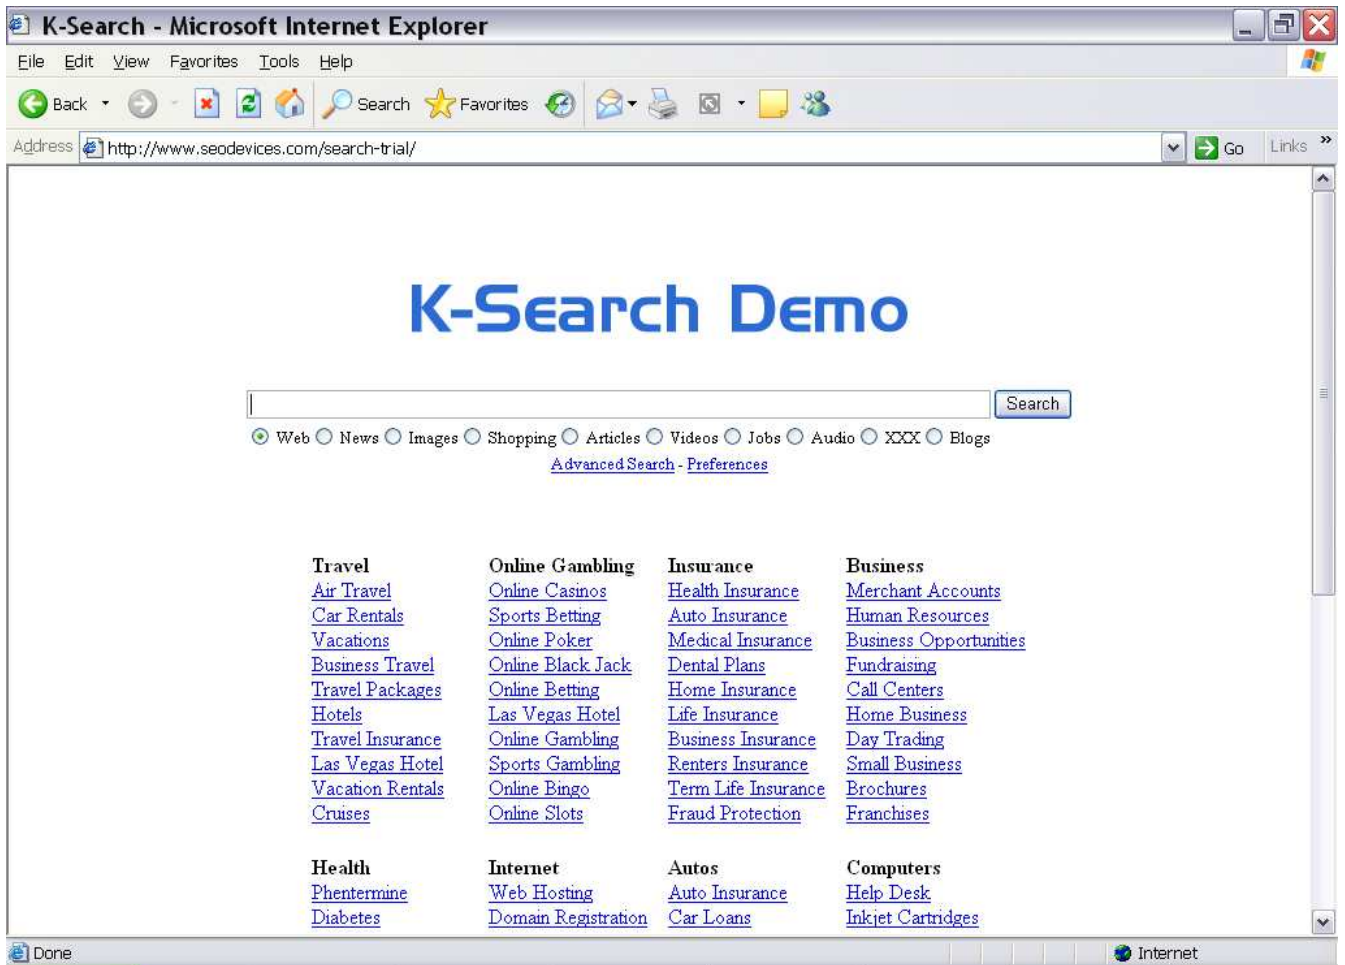 K-Search - Microsoft Internet Explorer
File Edit View Favorites Tools Help
Back Search Favorites
Address http://www.seodevices.com/search-trial/ Go Links »
K-Search Demo
Search
Web News Images Shopping Articles Videos Jobs Audio XXX Blogs
Advanced Search - Preferences
Travel Online Gambling Insurance Business
Air Travel Online Casinos Health Insurance Merchant Accounts
Car Rentals Sports Betting Auto Insurance Human Resources
Vacations Online Poker Medical Insurance Business Opportunities
Business Travel Online Black Jack Dental Plans Fundraising
Travel Packages Online Betting Home Insurance Call Centers
Hotels Las Vegas Hotel Life Insurance Home Business
Travel Insurance Online Gambling Business Insurance Day Trading
Las Vegas Hotel Sports Gambling Renters Insurance Small Business
Vacation Rentals Online Bingo Term Life Insurance Brochures
Cruises Online Slots Fraud Protection Franchises
Health Internet Autos Computers
Phentermine Web Hosting Auto Insurance Help Desk
Diabetes Domain Registration Car Loans Inkjet Cartridges
Done Internet